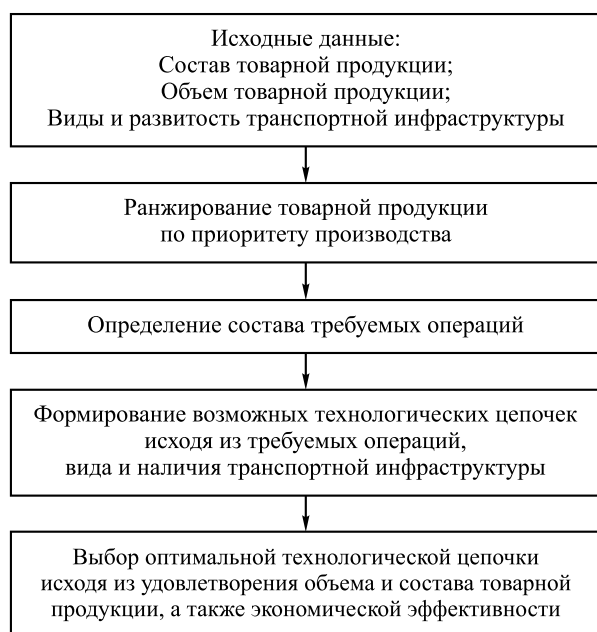 Исходные данные:
Состав товарной продукции;
Объем товарной продукции;
Виды и развитость транспортной инфраструктуры
Ранжирование товарной продукции
по приоритету производства
Определение состава требуемых операций
Формирование возможных технологических цепочек
исходя из требуемых операций,
вида и наличия транспортной инфраструктуры
Выбор оптимальной технологической цепочки
исходя из удовлетворения объема и состава товарной
продукции, а также экономической эффективности